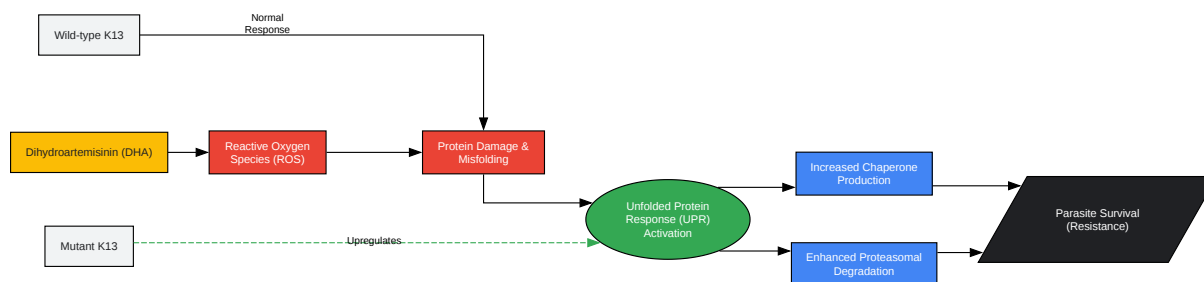 Normal
Response
Wild-type K13
Dihydroartemisinin (DHA)
Reactive Oxygen
Species (ROS)
Protein Damage &
Misfolding
Increased Chaperone
Production
Unfolded Protein
Response (UPR)
Activation
Parasite Survival
(Resistance)
Mutant K13
Upregulates
Enhanced Proteasomal
Degradation